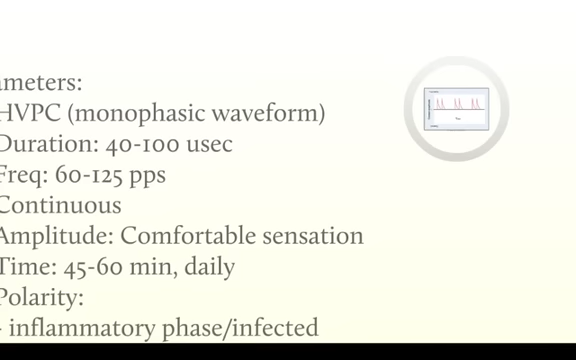 ameters:
HVPC (monophasic waveform)
Duration: 40-100 usec
Freq: 60-125 pps
Continuous
Amplitude: Comfortable sensation
Time: 45-60 min, daily
Polarity:
- inflammatory phase/infected